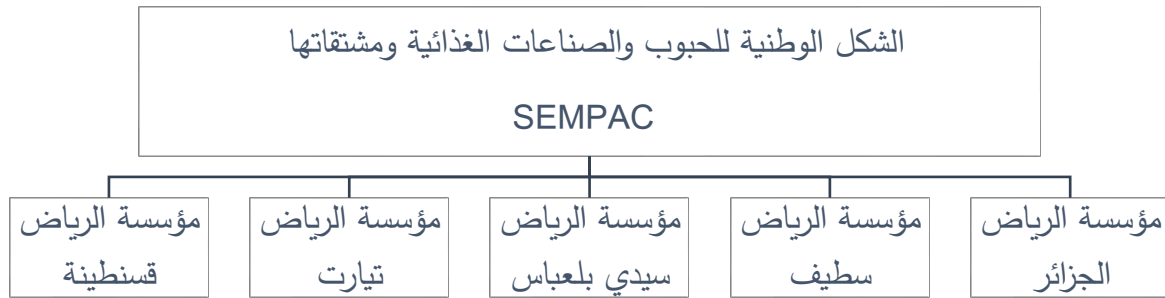 الشكل الوطنية للحبوب والصناعات الغذائية ومشتقاتها
SEMPAC
مؤسسة الرياض
الجزائر
مؤسسة الرياض
سطيف
مؤسسة الرياض
سيدي بلعباس
مؤسسة الرياض
تيارت
مؤسسة الرياض
قسنطينة